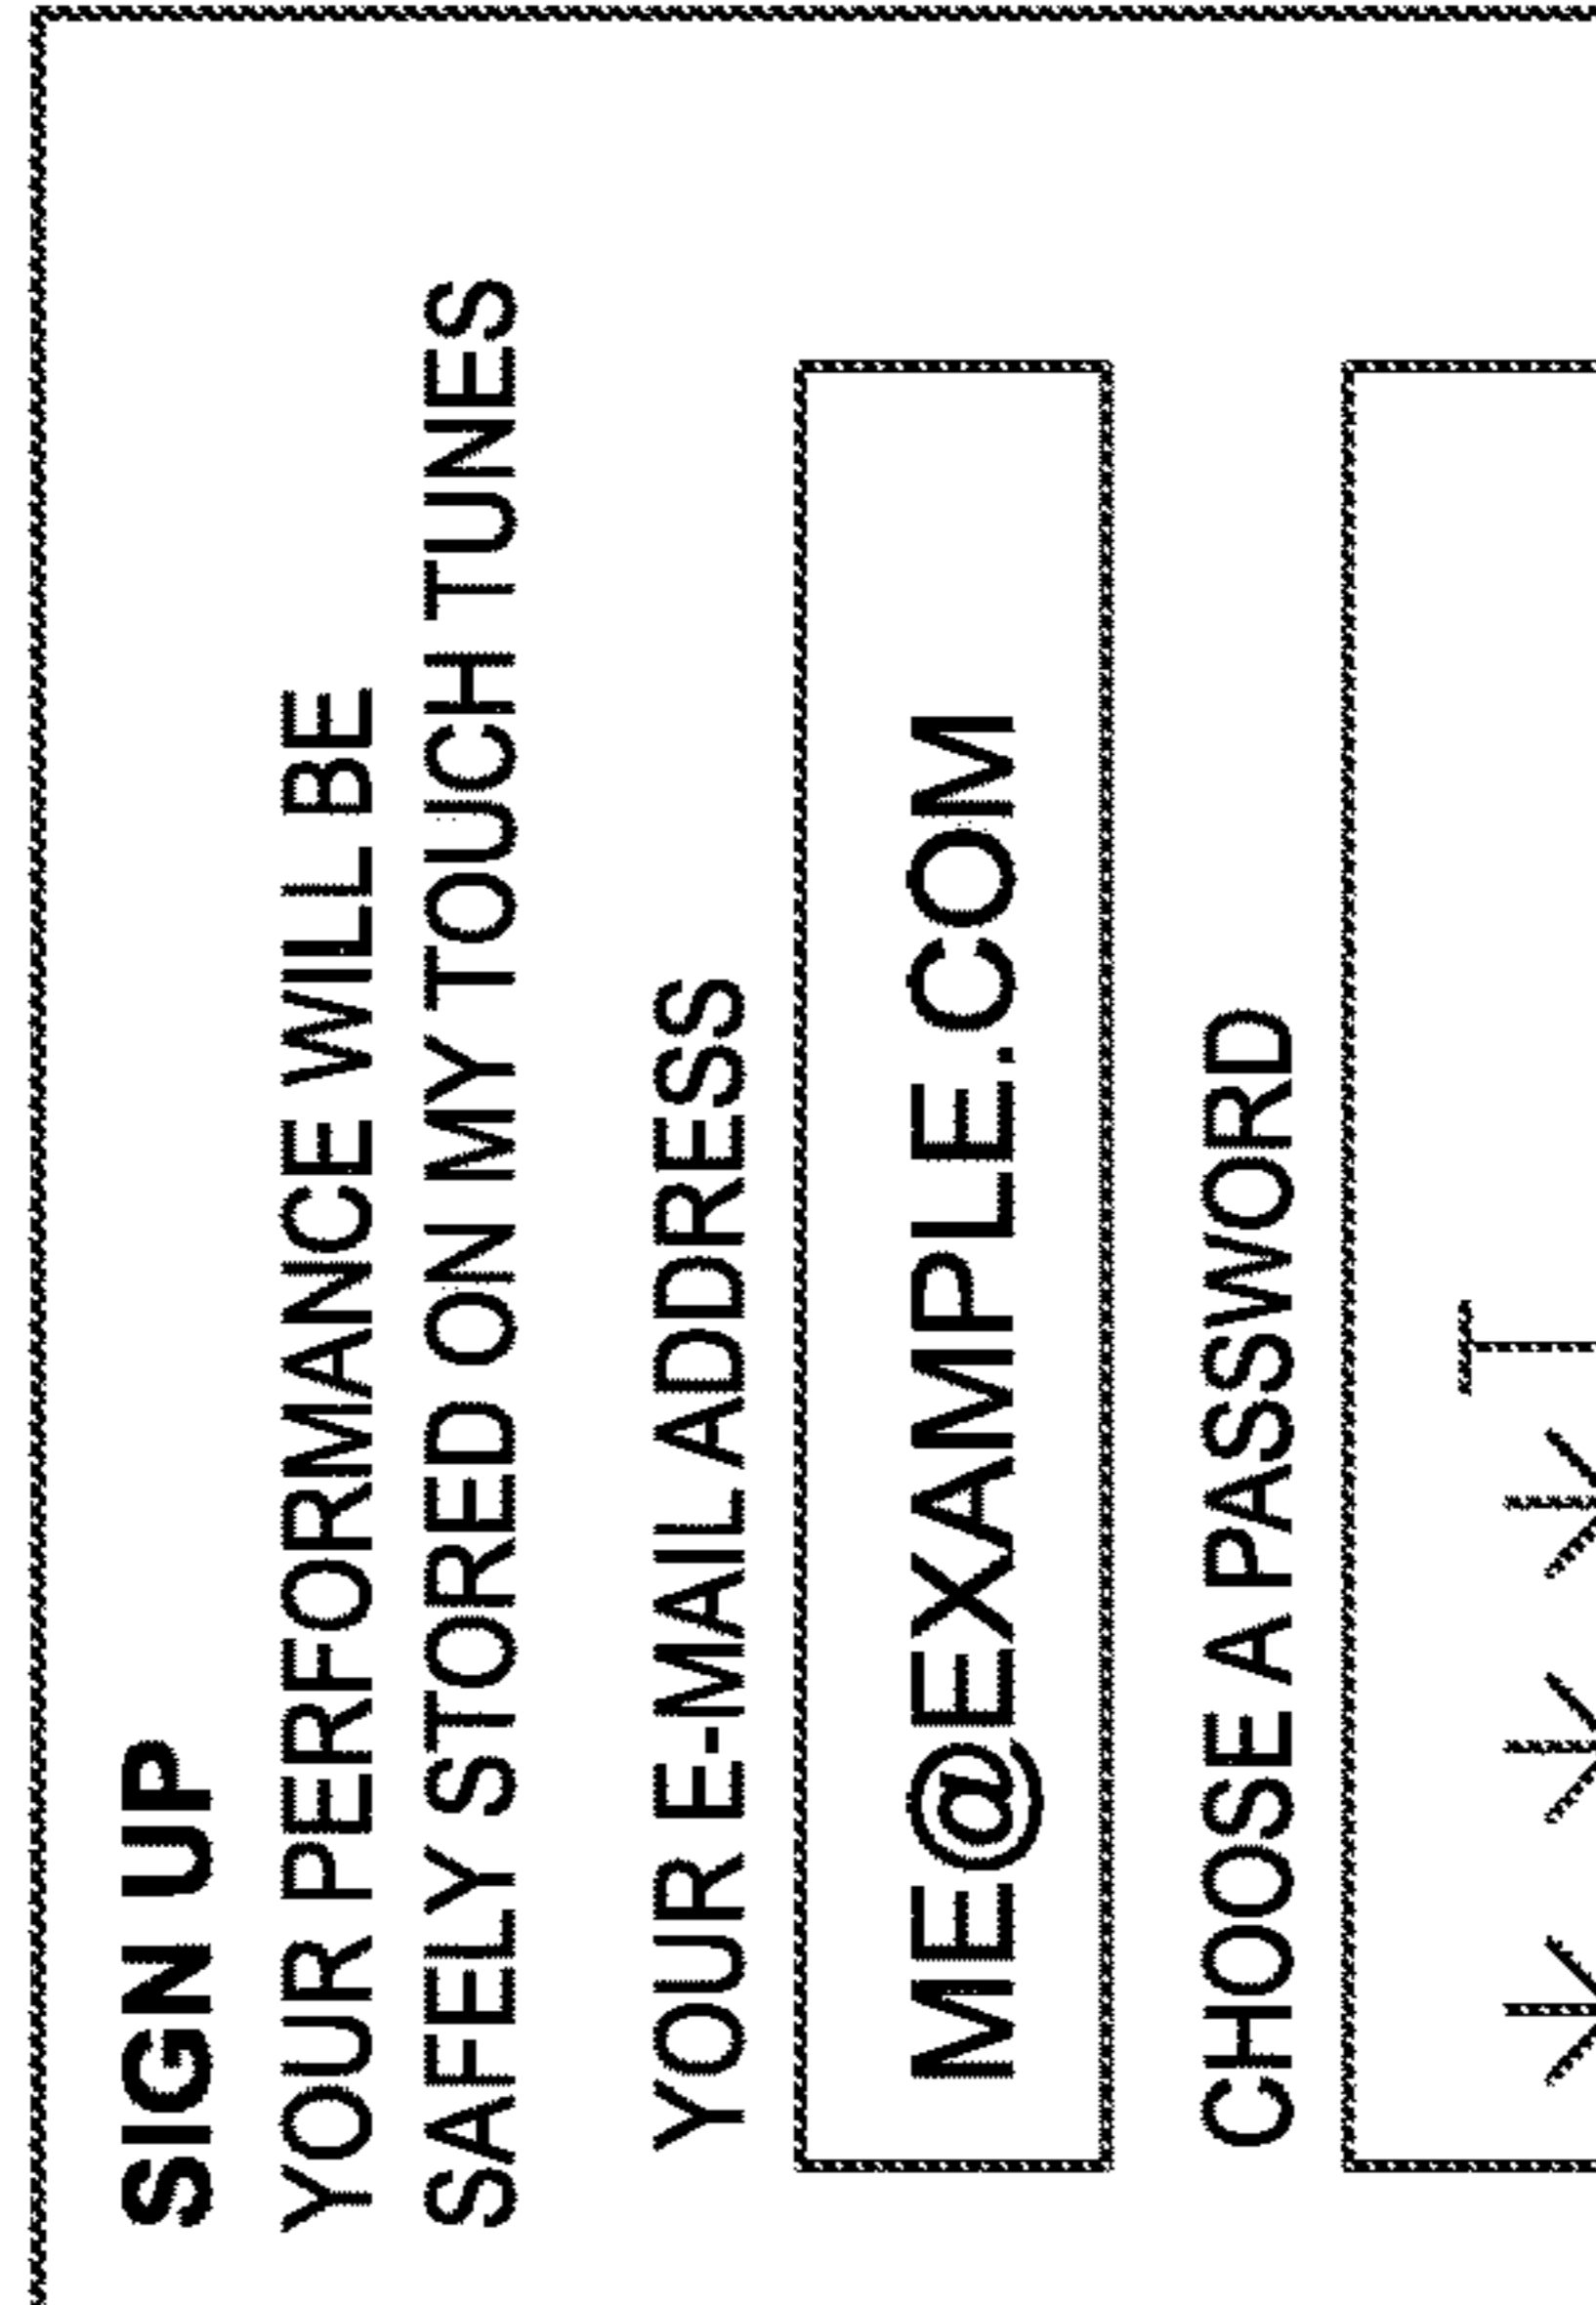 SIGN UP
YOUR PERFORMANCE WILL BE
SAFELY STORED ON MY TOUCH TUNES
YOUR E-MAIL ADDRESS
ME@EXAMPLE.COM
CHOOSE A PASSWORD